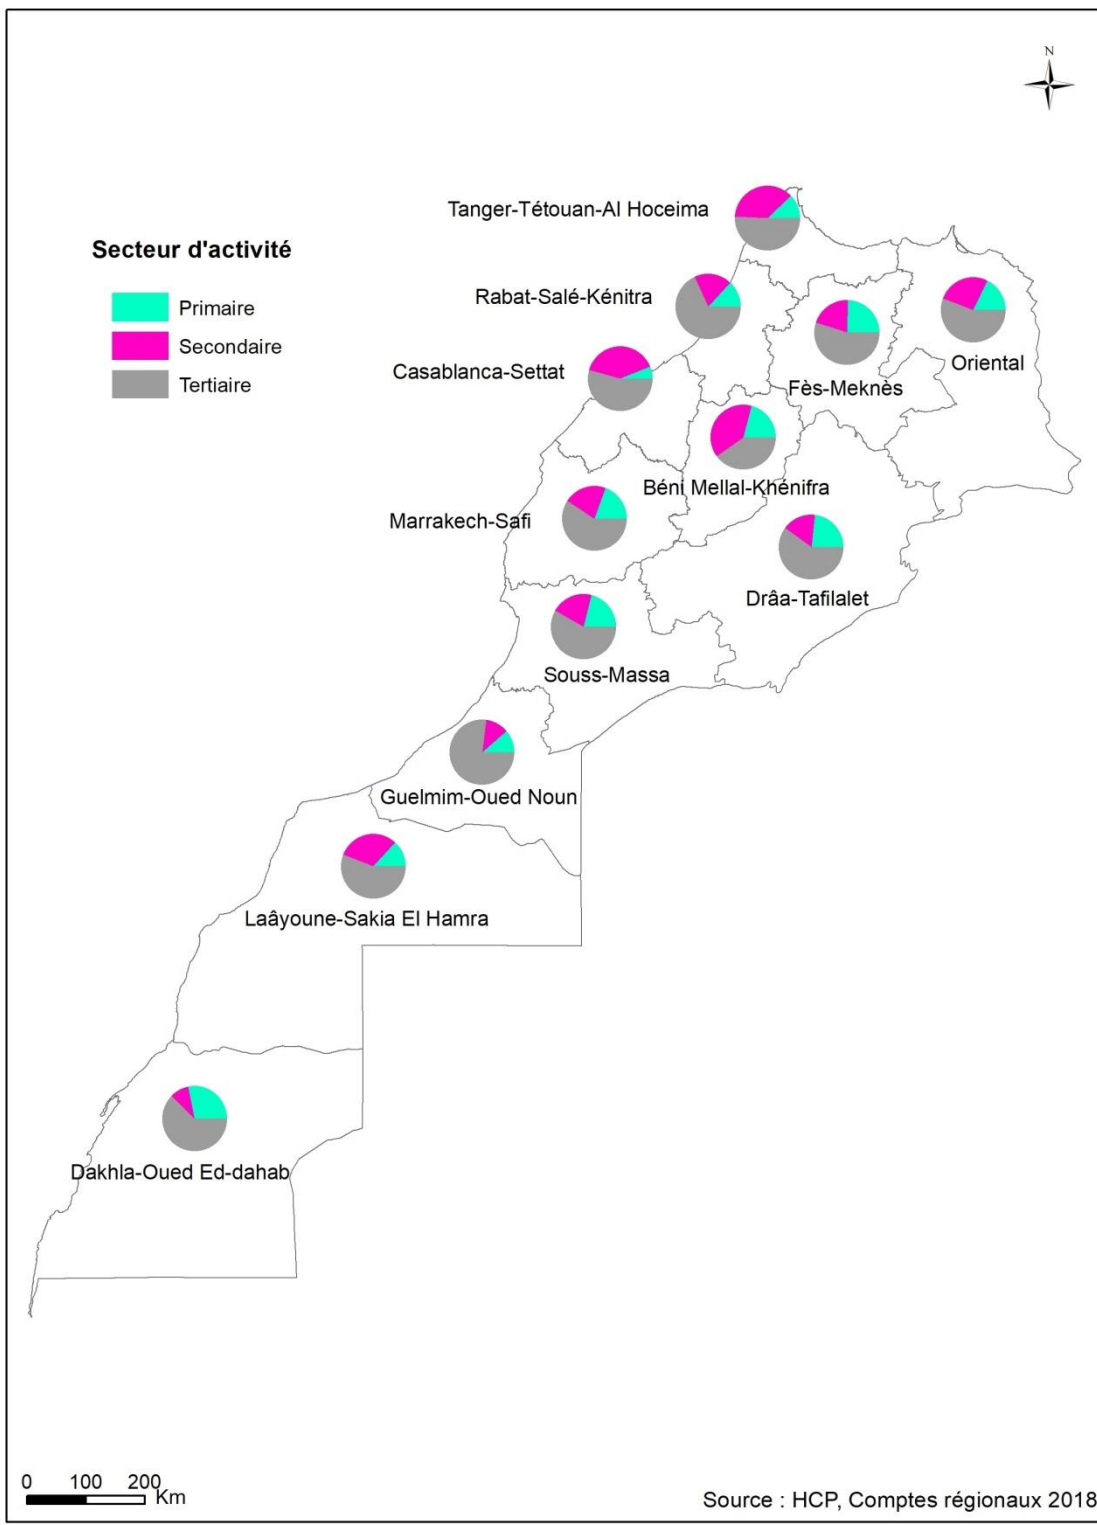 N
Tanger-Tétouan-Al Hoceima
Secteur d'activité
Primaire
Secondaire
Tertiaire
Rabat-Salé-Kénitra
Oriental
Casablanca-Settat
Fès-Meknès
Béni Mellal-Khénifra
Marrakech-Safi
Drâa-Tafilalet
Souss-Massa
Guelmim-Oued Noun
Laâyoune-Sakia El Hamra
Dakhla-Oued Ed-dahab
0 100 200 Km
Source : HCP, Comptes régionaux 2018